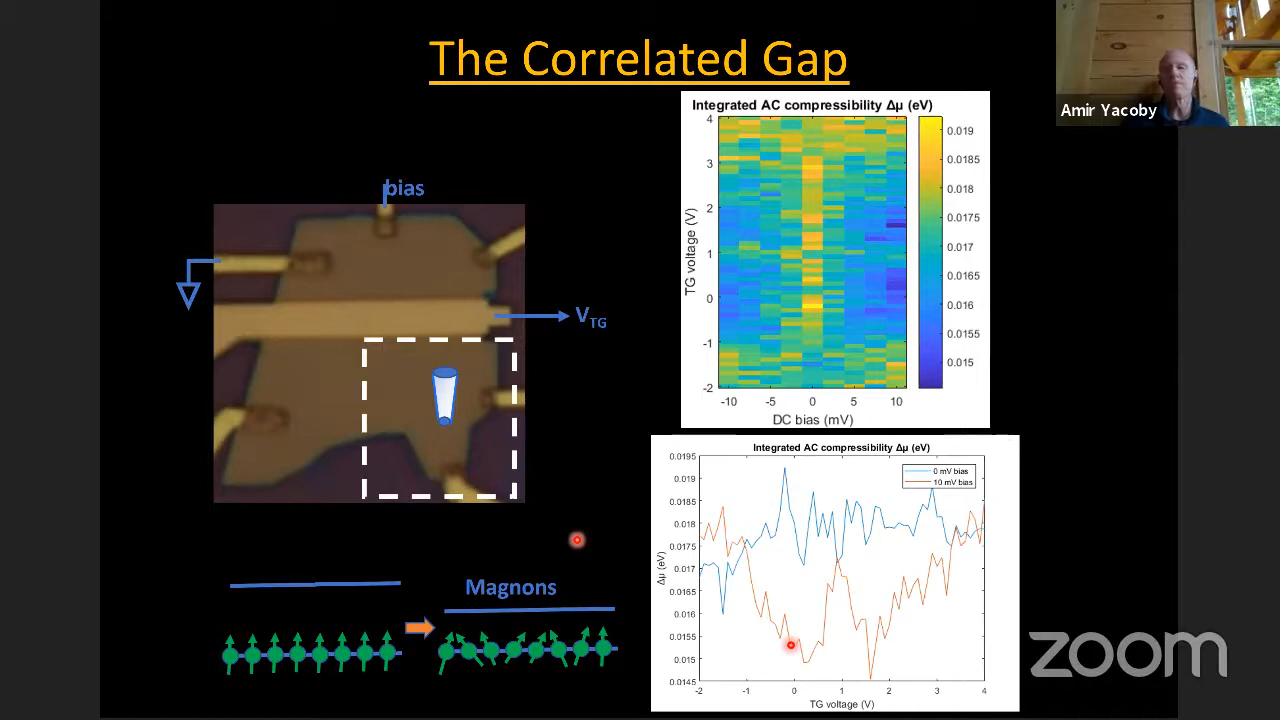 The Correlated Gap
Amir Yacoby
bias
V_TG
Magnons
Integrated AC compressibility Δμ (eV)
TG voltage (V)
4
3
2
1
0
-1
-2
-10 -5 0 5 10
DC bias (mV)
0.019
0.0185
0.018
0.0175
0.017
0.0165
0.016
0.0155
0.015
Integrated AC compressibility Δμ (eV)
0 mV bias
10 mV bias
Δμ (eV)
0.0195
0.019
0.0185
0.018
0.0175
0.017
0.0165
0.016
0.0155
0.015
0.0145
-2 -1 0 1 2 3 4
TG voltage (V)
zoom